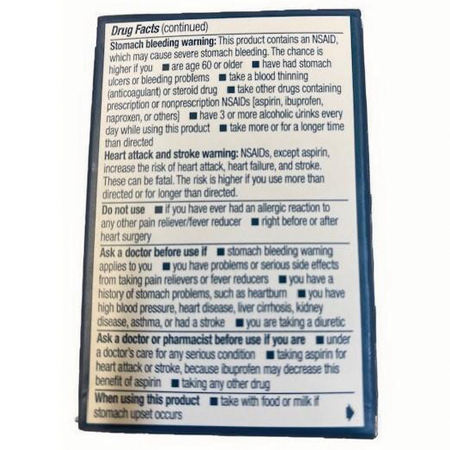 Drug Facts (continued)
Stomach bleeding warning: This product contains an NSAID,
which may cause severe stomach bleeding. The chance is
higher if you ■ are age 60 or older ■ have had stomach
ulcers or bleeding problems ■ take a blood thinning
(anticoagulant) or steroid drug ■ take other drugs containing
prescription or nonprescription NSAIDs [aspirin, ibuprofen,
naproxen, or others] ■ have 3 or more alcoholic drinks every
day while using this product ■ take more or for a longer time
than directed
Heart attack and stroke warning: NSAIDs, except aspirin,
increase the risk of heart attack, heart failure, and stroke.
These can be fatal. The risk is higher if you use more than
directed or for longer than directed.
Do not use ■ if you have ever had an allergic reaction to
any other pain reliever/fever reducer ■ right before or after
heart surgery
Ask a doctor before use if ■ stomach bleeding warning
applies to you ■ you have problems or serious side effects
from taking pain relievers or fever reducers ■ you have a
history of stomach problems, such as heartburn ■ you have
high blood pressure, heart disease, liver cirrhosis, kidney
disease, asthma, or had a stroke ■ you are taking a diuretic
Ask a doctor or pharmacist before use if you are ■ under
a doctor's care for any serious condition ■ taking aspirin for
heart attack or stroke, because ibuprofen may decrease this
benefit of aspirin ■ taking any other drug
When using this product ■ take with food or milk if
stomach upset occurs